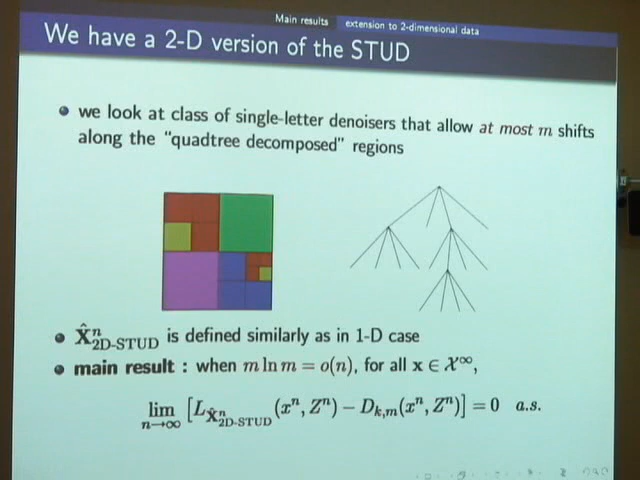 Main results extension to 2-dimensional data
We have a 2-D version of the STUD
we look at class of single-letter denoisers that allow at most m shifts
along the "quadtree decomposed" regions
X̂ⁿ_2D-STUD is defined similarly as in 1-D case
main result : when m ln m = o(n), for all x ∈ 𝒳^∞,
lim_{n→∞} [L_{X̂ⁿ_2D-STUD}(xⁿ, Zⁿ) − D_{k,m}(xⁿ, Zⁿ)] = 0 a.s.